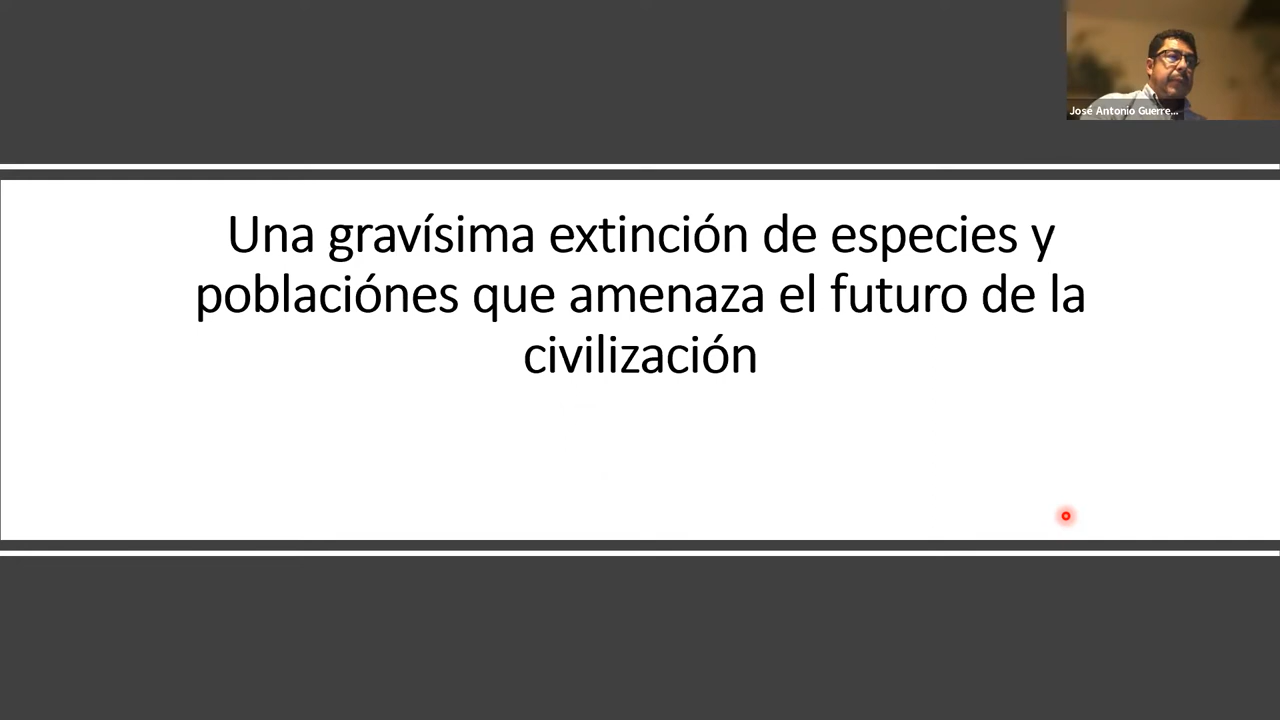 José Antonio Guerre...
Una gravísima extinción de especies y
poblaciónes que amenaza el futuro de la
civilización